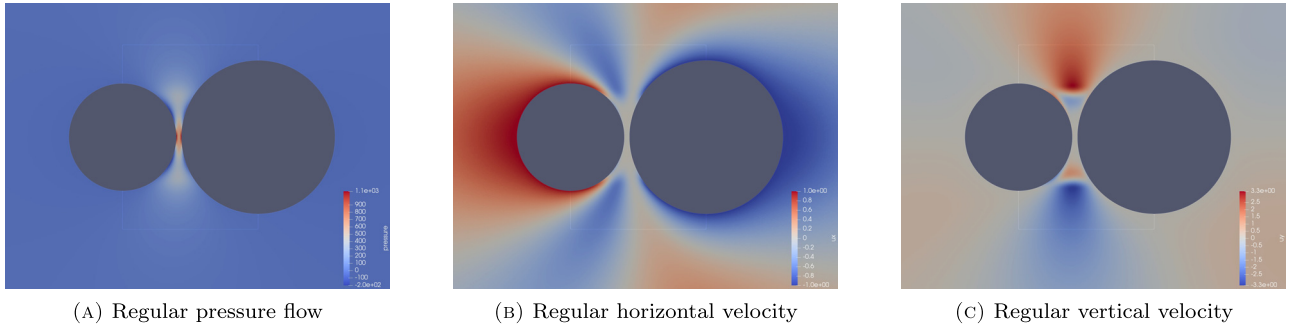 1.1e+03
900
800
700
600
500
400
300
200
100
0
-100
-2.0e+02
pressure
1.0e+00
0.8
0.6
0.4
0.2
0
-0.2
-0.4
-0.6
-0.8
-1.0e+00
ux
3.3e+00
2.5
2
1.5
1
0.5
0
-0.5
-1
-1.5
-2
-2.5
-3.3e+00
uy
(A) Regular pressure flow
(B) Regular horizontal velocity
(C) Regular vertical velocity